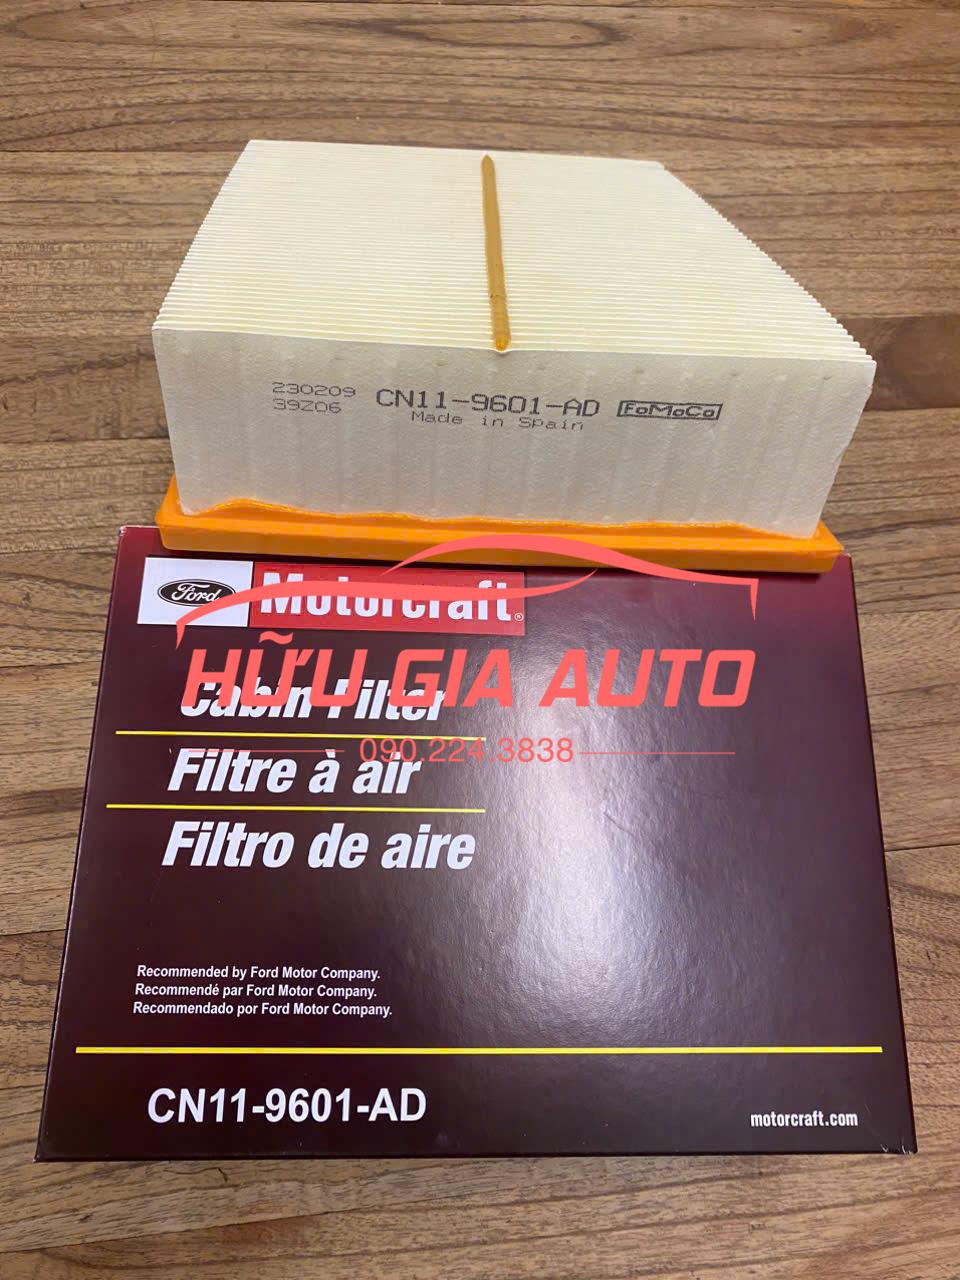 230209 CN11-9601-AD FoMoCo
39Z06 Made in Spain
Ford Motorcraft®
HỮU GIA AUTO
Cabin Filter
090.224.3838
Filtre à air
Filtro de aire
Recommended by Ford Motor Company.
Recommendé par Ford Motor Company.
Recommendado por Ford Motor Company.
CN11-9601-AD
motorcraft.com